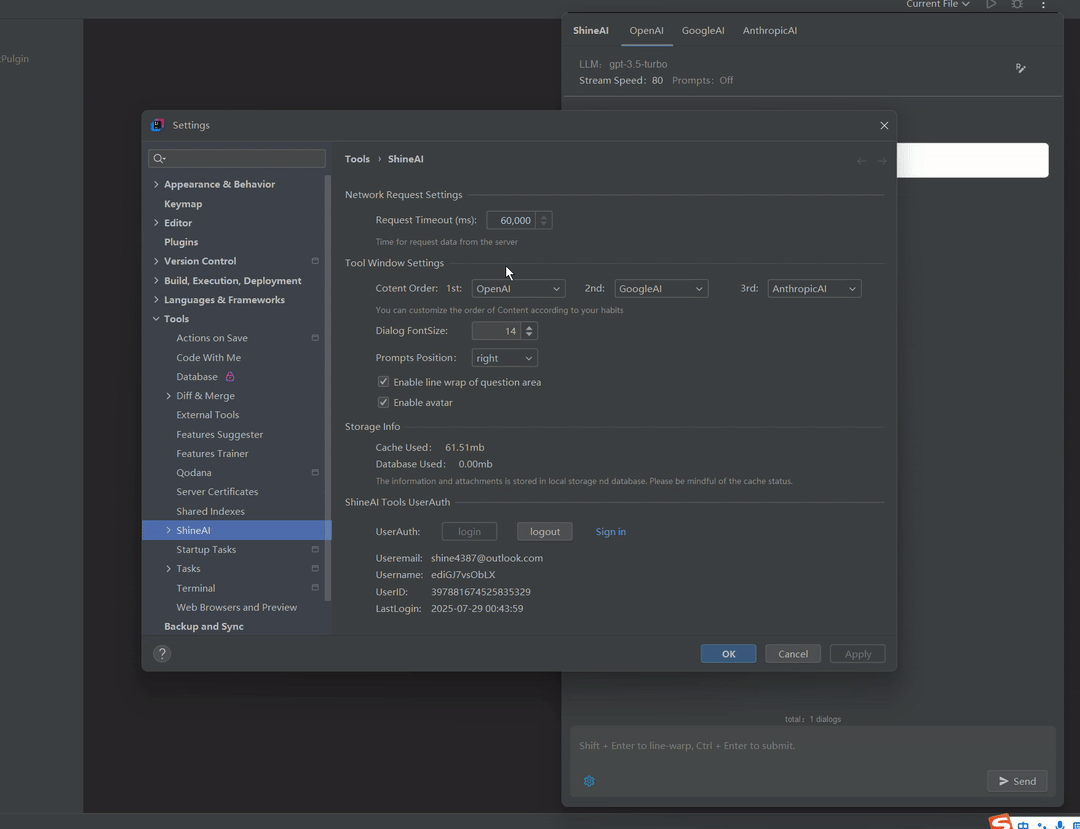 Current File
Pulgin
ShineAI OpenAI GoogleAI AnthropicAI
LLM: gpt-3.5-turbo
Stream Speed: 80 Prompts: Off
Settings
Tools › ShineAI
Appearance & Behavior
Keymap
Editor
Plugins
Version Control
Build, Execution, Deployment
Languages & Frameworks
Tools
Actions on Save
Code With Me
Database
Diff & Merge
External Tools
Features Suggester
Features Trainer
Qodana
Server Certificates
Shared Indexes
ShineAI
Startup Tasks
Tasks
Terminal
Web Browsers and Preview
Backup and Sync
Network Request Settings
Request Timeout (ms): 60,000
Time for request data from the server
Tool Window Settings
Cotent Order: 1st: OpenAI 2nd: GoogleAI 3rd: AnthropicAI
You can customize the order of Content according to your habits
Dialog FontSize: 14
Prompts Position: right
Enable line wrap of question area
Enable avatar
Storage Info
Cache Used: 61.51mb
Database Used: 0.00mb
The information and attachments is stored in local storage nd database. Please be mindful of the cache status.
ShineAI Tools UserAuth
UserAuth: login logout Sign in
Useremail: shine4387@outlook.com
Username: ediGJ7vsObLX
UserID: 397881674525835329
LastLogin: 2025-07-29 00:43:59
?
OK Cancel Apply
total: 1 dialogs
Shift + Enter to line-warp, Ctrl + Enter to submit.
Send
中